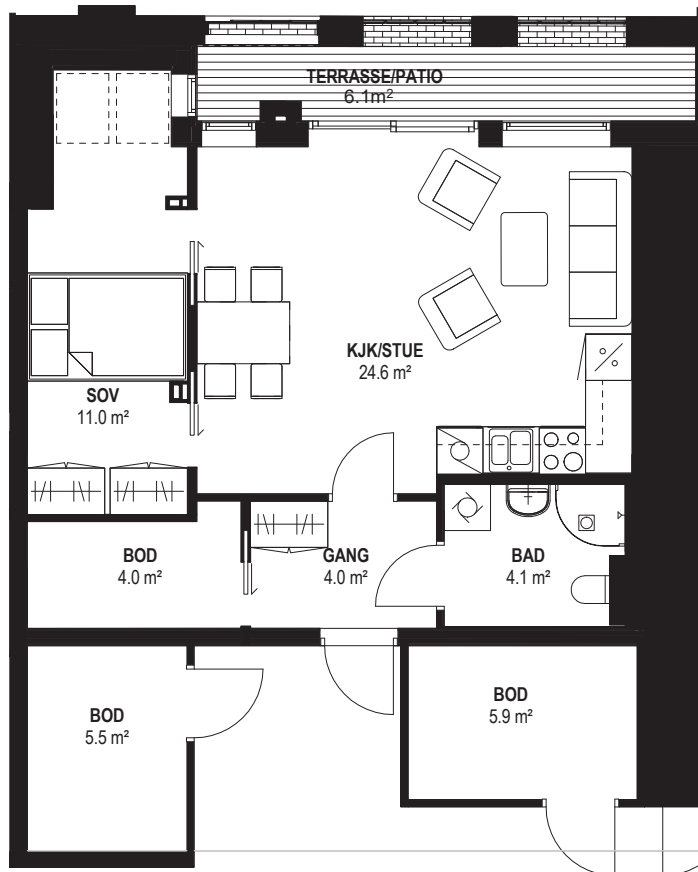 TERRASSE/PATIO
6.1m²
KJK/STUE
24.6 m²
SOV
11.0 m²
BOD
4.0 m²
GANG
4.0 m²
BAD
4.1 m²
BOD
5.5 m²
BOD
5.9 m²